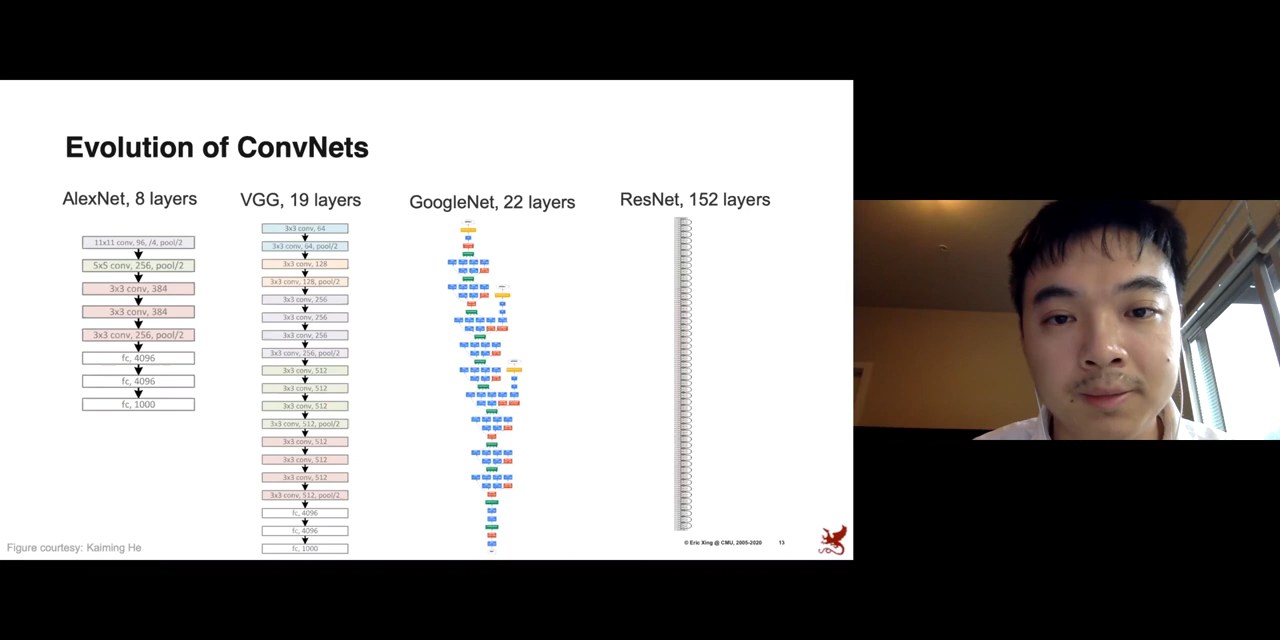 Evolution of ConvNets
AlexNet, 8 layers
11x11 conv, 96, /4, pool/2
5x5 conv, 256, pool/2
3x3 conv, 384
3x3 conv, 384
3x3 conv, 256, pool/2
fc, 4096
fc, 4096
fc, 1000
VGG, 19 layers
3x3 conv, 64
3x3 conv, 64, pool/2
3x3 conv, 128
3x3 conv, 128, pool/2
3x3 conv, 256
3x3 conv, 256
3x3 conv, 256
3x3 conv, 256, pool/2
3x3 conv, 512
3x3 conv, 512
3x3 conv, 512
3x3 conv, 512, pool/2
3x3 conv, 512
3x3 conv, 512
3x3 conv, 512
3x3 conv, 512, pool/2
fc, 4096
fc, 4096
fc, 1000
GoogleNet, 22 layers
ResNet, 152 layers
Figure courtesy: Kaiming He
© Eric Xing @ CMU, 2005-2020 13